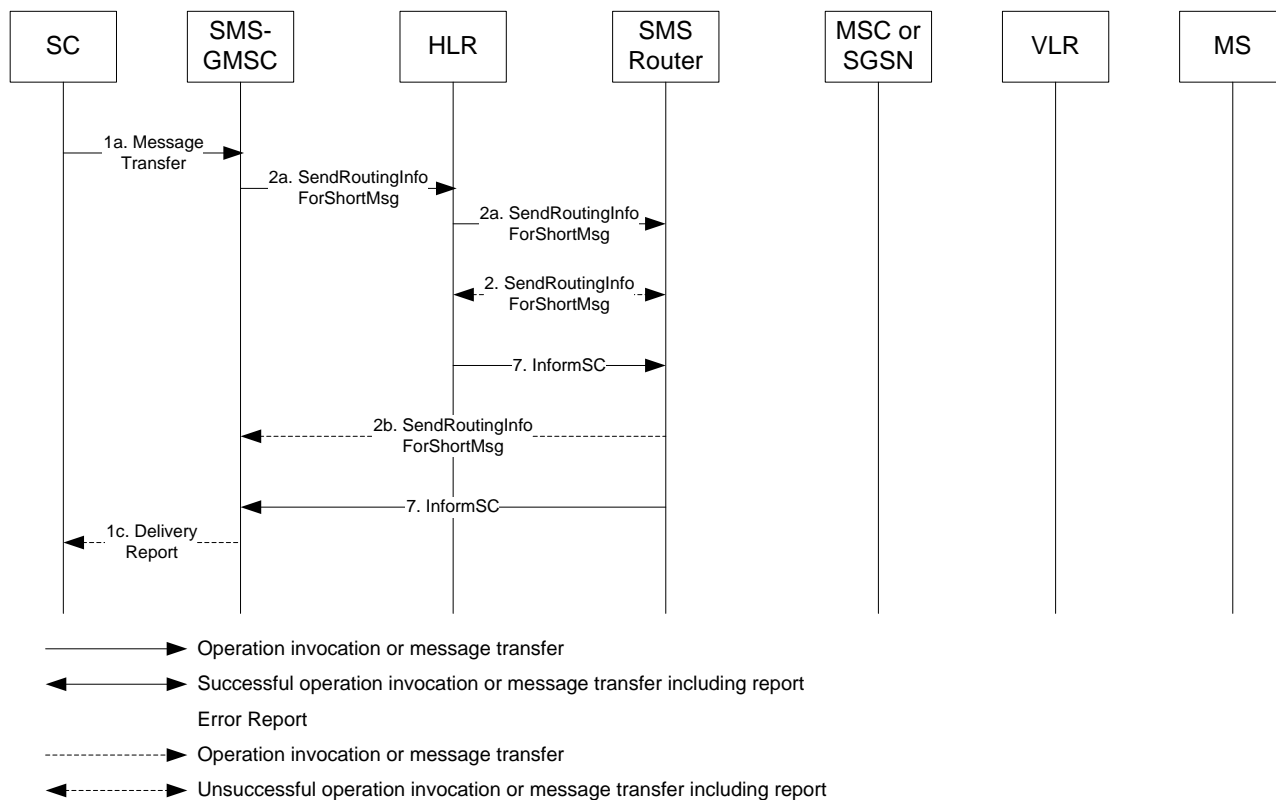 SC
SMS-
GMSC
HLR
SMS
Router
MSC or
SGSN
VLR
MS
1a. Message
Transfer
2a. SendRoutingInfo
ForShortMsg
2a. SendRoutingInfo
ForShortMsg
2. SendRoutingInfo
ForShortMsg
7. InformSC
2b. SendRoutingInfo
ForShortMsg
7. InformSC
1c. Delivery
Report
Operation invocation or message transfer
Successful operation invocation or message transfer including report
Error Report
Operation invocation or message transfer
Unsuccessful operation invocation or message transfer including report